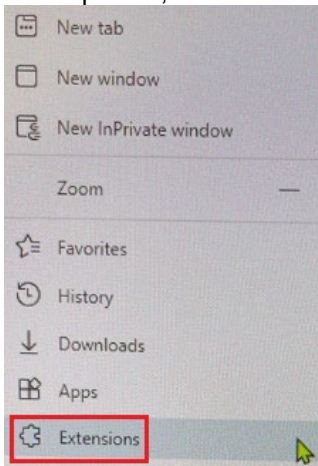 New tab
New window
New InPrivate window
Zoom
Favorites
History
Downloads
Apps
Extensions